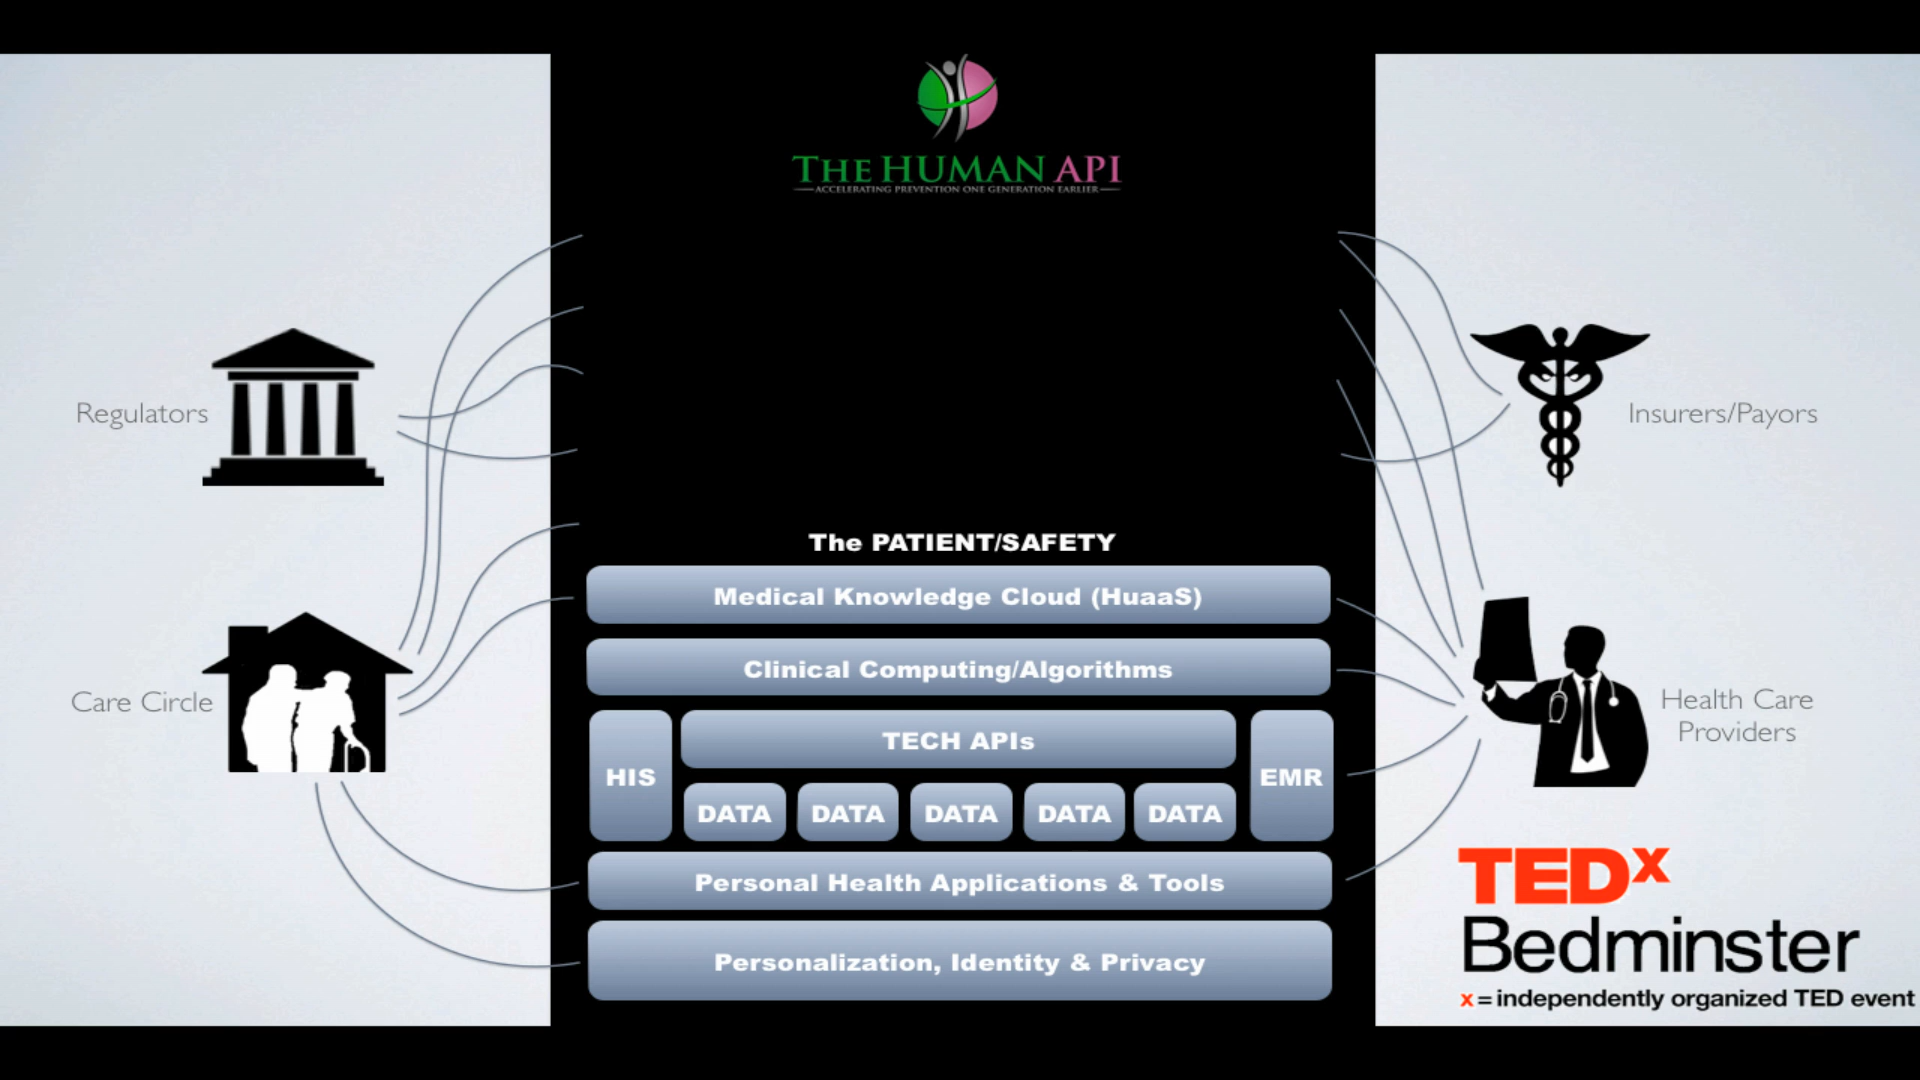 THE HUMAN API
ACCELERATING PREVENTION ONE GENERATION EARLIER
Regulators
Insurers/Payors
The PATIENT/SAFETY
Medical Knowledge Cloud (HuaaS)
Clinical Computing/Algorithms
Care Circle
Health Care
Providers
HIS
TECH APIs
EMR
DATA DATA DATA DATA DATA
Personal Health Applications & Tools
Personalization, Identity & Privacy
TEDx
Bedminster
x = independently organized TED event